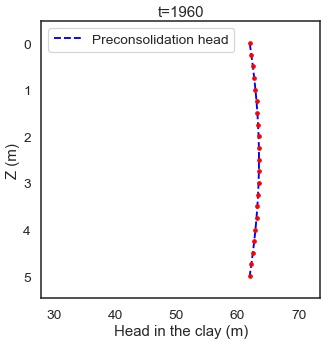 t=1960
Preconsolidation head
0
1
2
3
4
5
Z (m)
30 40 50 60 70
Head in the clay (m)